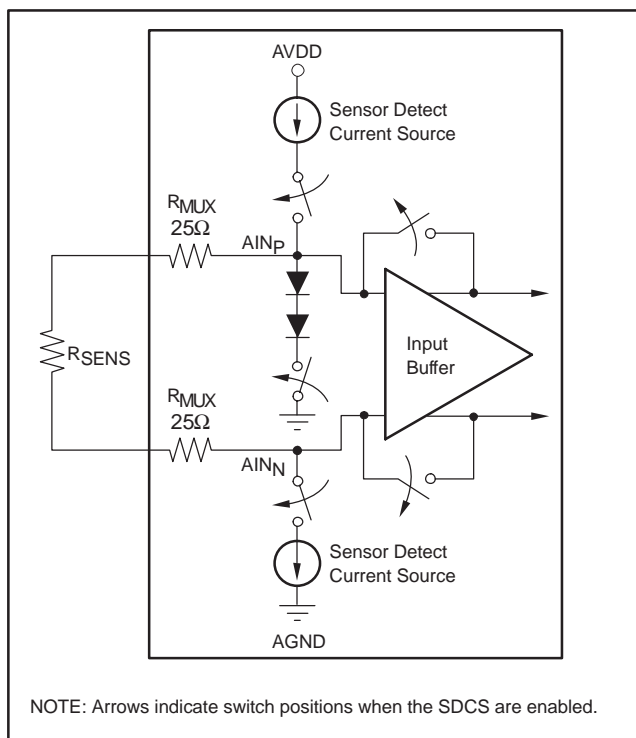 AVDD
Sensor Detect
Current Source
RMUX
25Ω
AINP
RSENS
Input
Buffer
RMUX
25Ω
AINN
Sensor Detect
Current Source
AGND
NOTE: Arrows indicate switch positions when the SDCS are enabled.